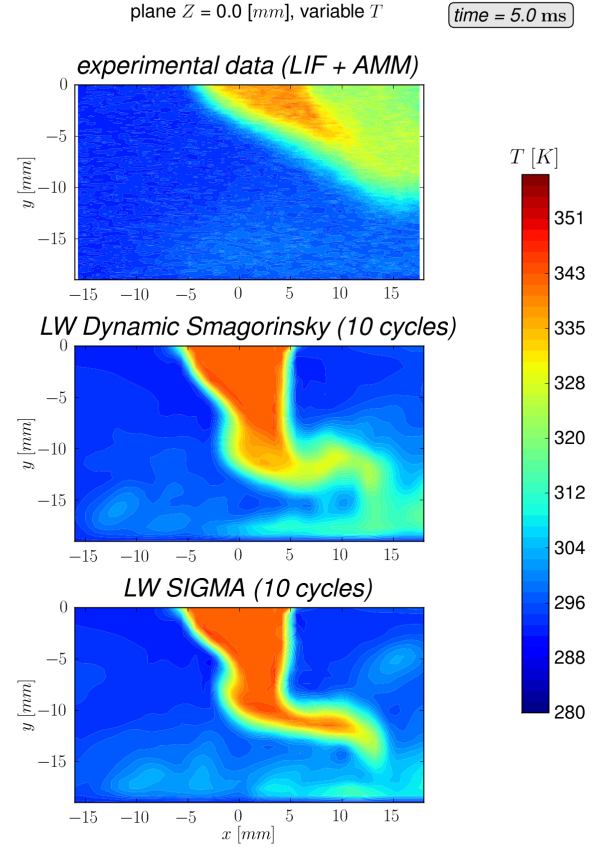 plane Z = 0.0 [mm], variable T
time = 5.0 ms
experimental data (LIF + AMM)
0
−5
−10
−15
y [mm]
−15 −10 −5 0 5 10 15
T [K]
351
343
335
328
320
312
304
296
288
280
LW Dynamic Smagorinsky (10 cycles)
0
−5
−10
−15
y [mm]
−15 −10 −5 0 5 10 15
LW SIGMA (10 cycles)
0
−5
−10
−15
y [mm]
−15 −10 −5 0 5 10 15
x [mm]